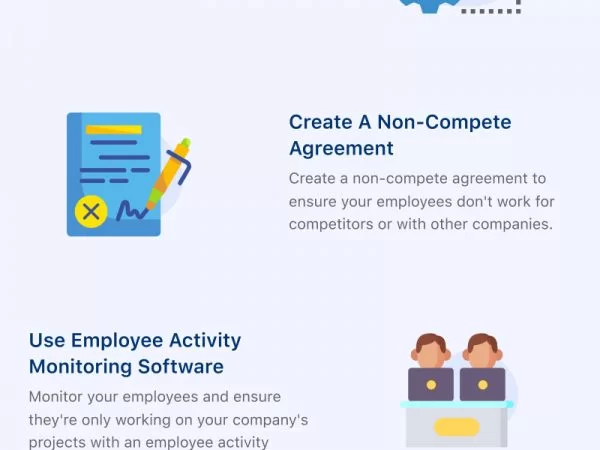 Create A Non-Compete
Agreement
Create a non-compete agreement to
ensure your employees don't work for
competitors or with other companies.
Use Employee Activity
Monitoring Software
Monitor your employees and ensure
they're only working on your company's
projects with an employee activity